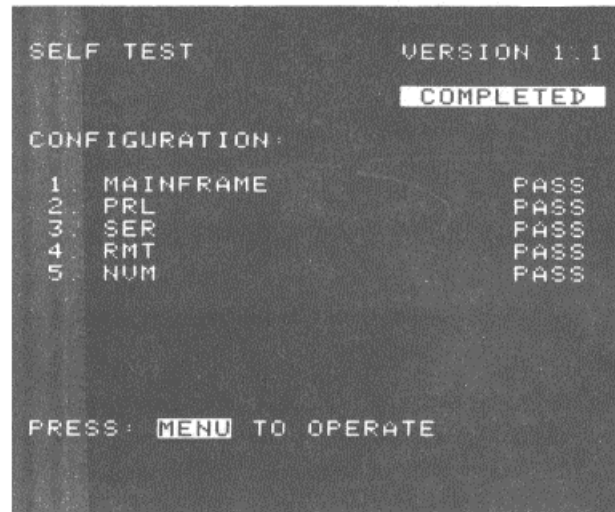 SELF TEST VERSION 1.1
COMPLETED
CONFIGURATION:
1. MAINFRAME PASS
2. PRL PASS
3. SER PASS
4. RMT PASS
5. NVM PASS
PRESS: MENU TO OPERATE